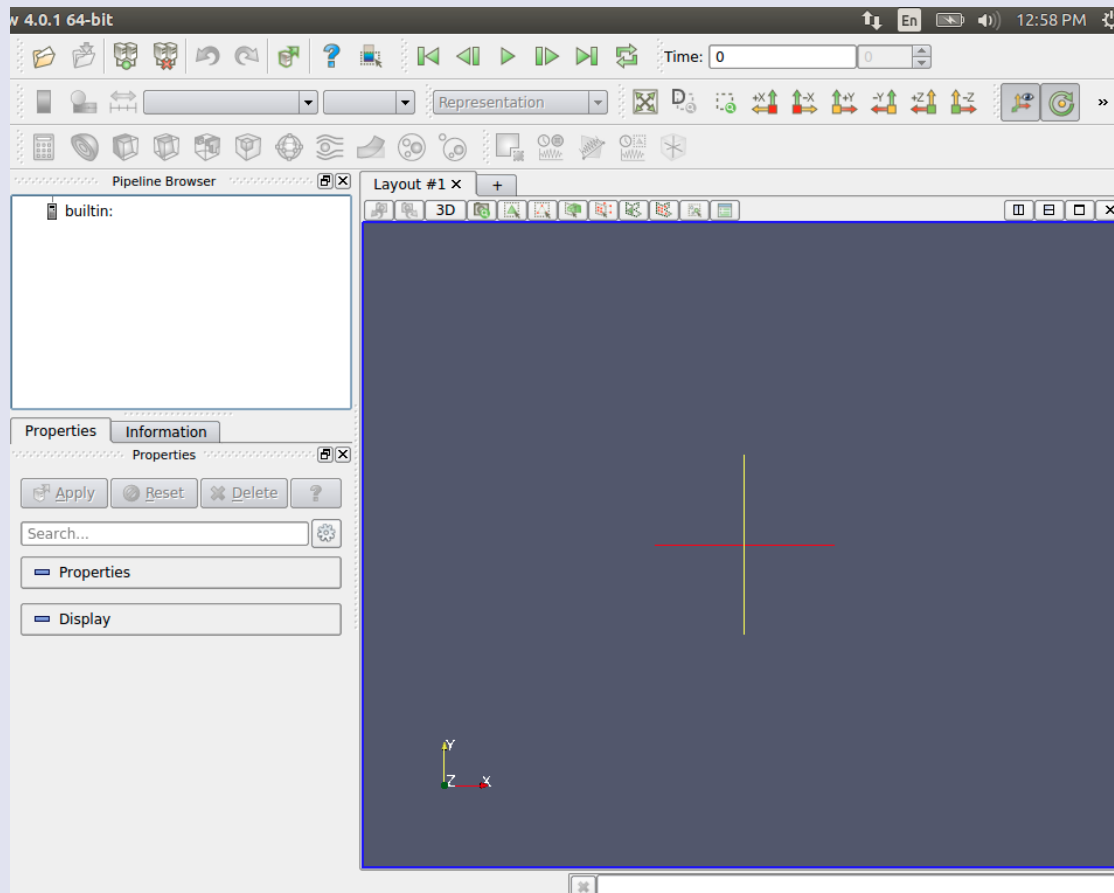 w 4.0.1 64-bit En 12:58 PM
? Time: 0 0
Representation +X -X +Y -Y +Z -Z »
Pipeline Browser Layout #1 +
builtin: 3D
Properties Information
Properties
Apply Reset Delete ?
Search...
Properties
Display
Y
Z X